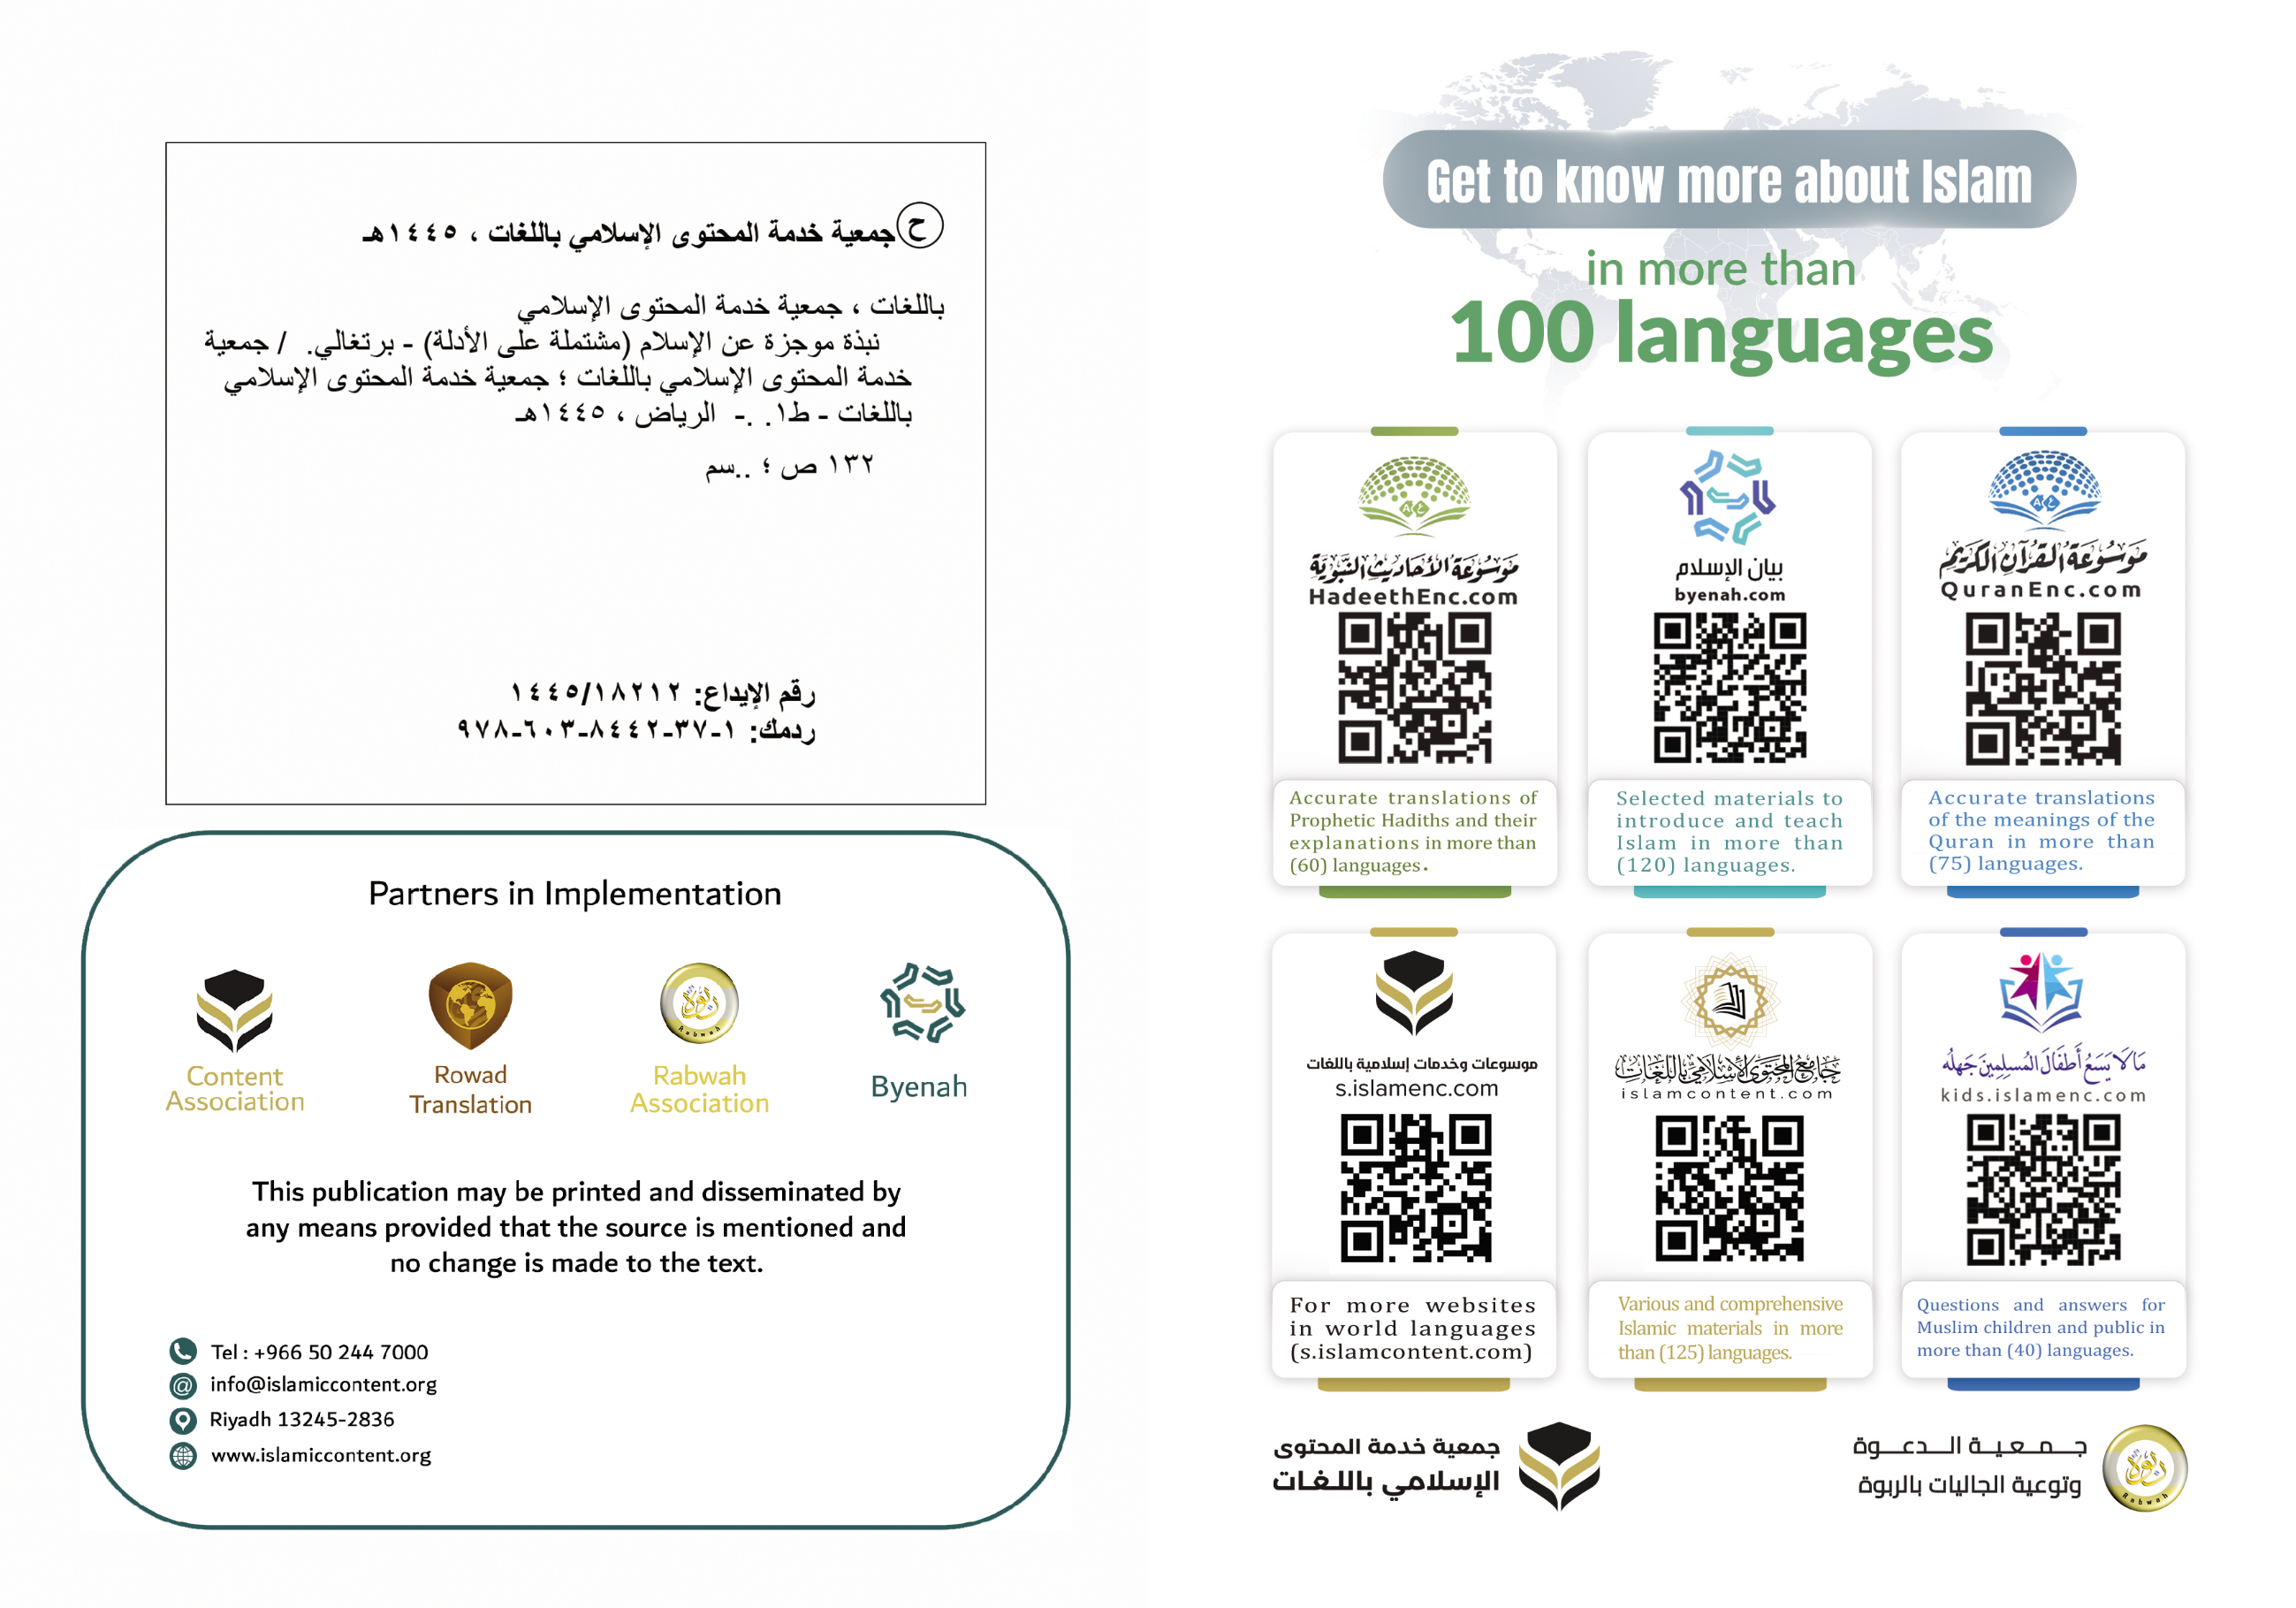 ح جمعية خدمة المحتوى الإسلامي باللغات ، ١٤٤٥هـ
باللغات ، جمعية خدمة المحتوى الإسلامي
نبذة موجزة عن الإسلام (مشتملة على الأدلة) - برتغالي. / جمعية
خدمة المحتوى الإسلامي باللغات ؛ جمعية خدمة المحتوى الإسلامي
باللغات - ط١. .- الرياض ، ١٤٤٥هـ
١٣٢ ص ؛ ..سم
رقم الإيداع: ١٤٤٥/١٨٢١٢
ردمك: ١-٣٧-٨٤٤٢-٦٠٣-٩٧٨
Partners in Implementation
Content
Association
Rowad
Translation
Rabwah
Rabwah
Association
Byenah
This publication may be printed and disseminated by
any means provided that the source is mentioned and
no change is made to the text.
Tel : +966 50 244 7000
info@islamiccontent.org
Riyadh 13245-2836
www.islamiccontent.org
Get to know more about Islam
in more than
100 languages
موسوعة الأحاديث النبوية
HadeethEnc.com
Accurate translations of
Prophetic Hadiths and their
explanations in more than
(60) languages.
بيان الإسلام
byenah.com
Selected materials to
introduce and teach
Islam in more than
(120) languages.
موسوعة القرآن الكريم
QuranEnc.com
Accurate translations
of the meanings of the
Quran in more than
(75) languages.
موسوعات وخدمات إسلامية باللغات
s.islamenc.com
For more websites
in world languages
(s.islamcontent.com)
جامع المحتوى الإسلامي باللغات
islamcontent.com
Various and comprehensive
Islamic materials in more
than (125) languages.
مَا لَا يَسَعُ أَطْفَالَ المُسلِمِينَ جَهلُه
kids.islamenc.com
Questions and answers for
Muslim children and public in
more than (40) languages.
جمعية خدمة المحتوى
الإسلامي باللغات
جـمـعـيـة الـدعـوة
وتوعية الجاليات بالربوة
Rabwah